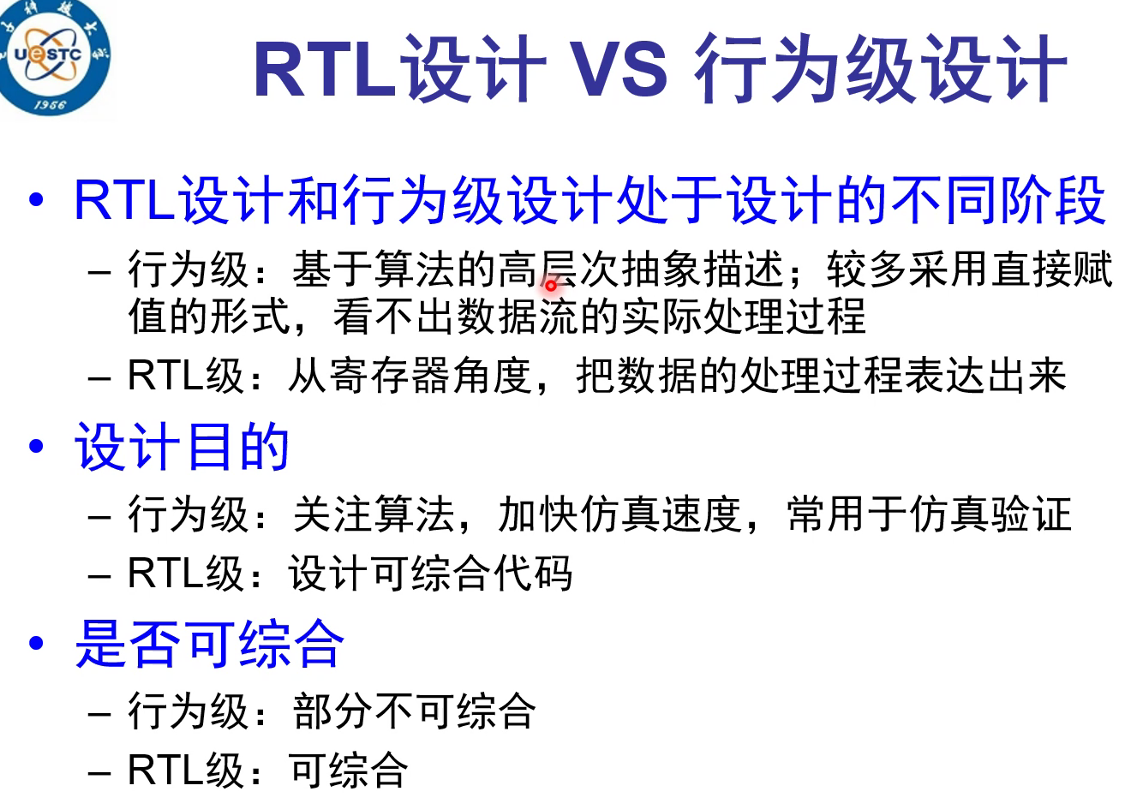 UeSTC
1956
RTL设计 VS 行为级设计
• RTL设计和行为级设计处于设计的不同阶段
– 行为级：基于算法的高层次抽象描述；较多采用直接赋
值的形式，看不出数据流的实际处理过程
– RTL级：从寄存器角度，把数据的处理过程表达出来
• 设计目的
– 行为级：关注算法，加快仿真速度，常用于仿真验证
– RTL级：设计可综合代码
• 是否可综合
– 行为级：部分不可综合
– RTL级：可综合